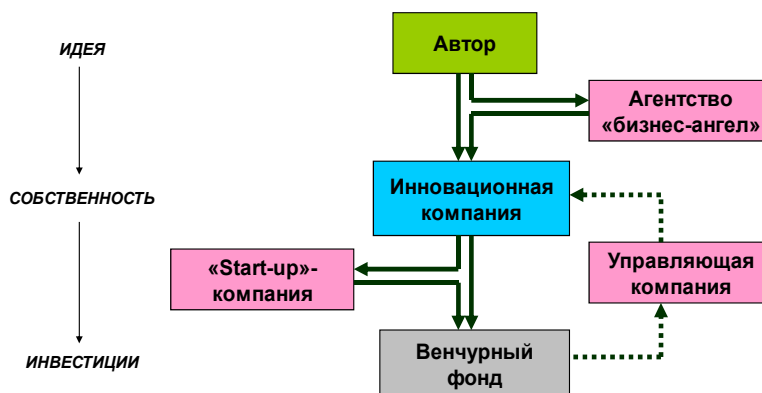 ИДЕЯ
Автор
Агентство
«бизнес-ангел»
СОБСТВЕННОСТЬ
Инновационная
компания
«Start-up»-
компания
Управляющая
компания
ИНВЕСТИЦИИ
Венчурный
фонд